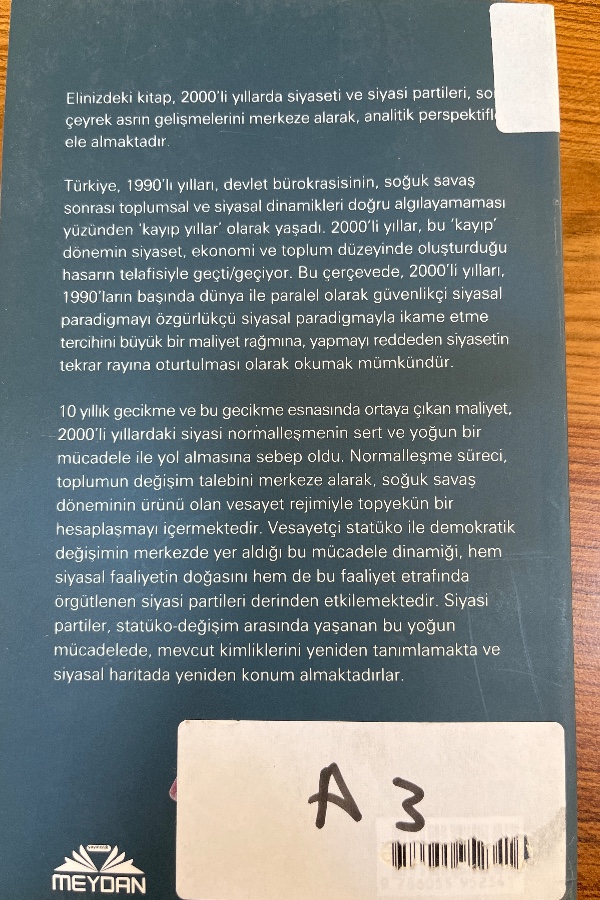 Elinizdeki kitap, 2000'li yıllarda siyaseti ve siyasi partileri,
çeyrek asrın gelişmelerini merkeze alarak, analitik
ele almaktadır.
Türkiye, 1990'lı yılları, devlet bürokrasisinin, soğuk savaş
sonrası toplumsal ve siyasal dinamikleri doğru algılayamaması
yüzünden 'kayıp yıllar' olarak yaşadı. 2000'li yıllar, bu 'kayıp'
dönemin siyaset, ekonomi ve toplum düzeyinde oluşturduğu
hasarın telafisiyle geçti/geçiyor. Bu çerçevede, 2000'li yılları,
1990'ların başında dünya ile paralel olarak güvenlikçi siyasal
paradigmayı özgürlükçü siyasal paradigmayla ikame etme
tercihini büyük bir maliyet rağmına, yapmayı reddeden siyasetin
tekrar rayına oturtulması olarak okumak mümkündür.
10 yıllık gecikme ve bu gecikme esnasında ortaya çıkan maliyet,
2000'li yıllardaki siyasi normalleşmenin sert ve yoğun bir
mücadele ile yol almasına sebep oldu. Normalleşme süreci,
toplumun değişim talebini merkeze alarak, soğuk savaş
döneminin ürünü olan vesayet rejimiyle topyekün bir
hesaplaşmayı içermektedir. Vesayetçi statüko ile demokratik
değişimin merkezde yer aldığı bu mücadele dinamiği, hem
siyasal faaliyetin doğasını hem de bu faaliyet etrafında
örgütlenen siyasi partileri derinden etkilemektedir. Siyasi
partiler, statüko-değişim arasında yaşanan bu yoğun
mücadelede, mevcut kimliklerini yeniden tanımlamakta ve
siyasal haritada yeniden konum almaktadırlar.
A 3
MEYDAN